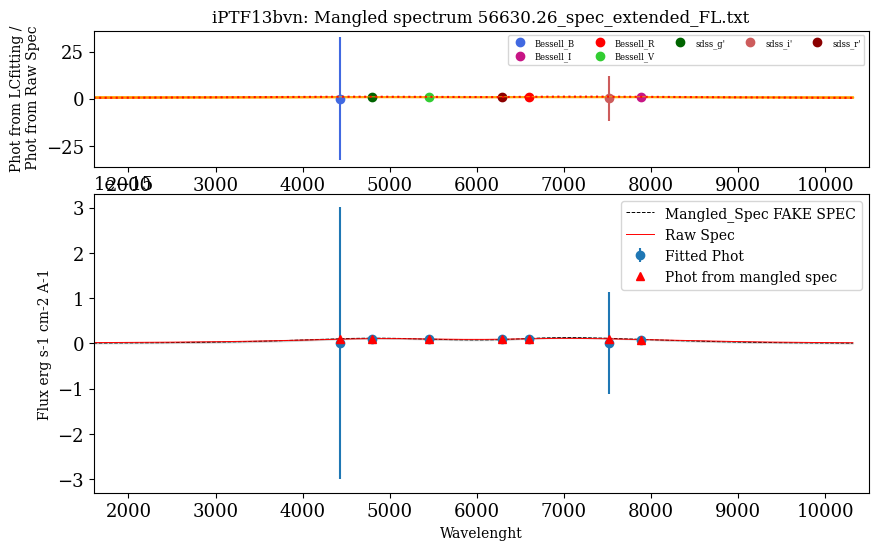 iPTF13bvn: Mangled spectrum 56630.26_spec_extended_FL.txt
Phot from LCfitting /
Phot from Raw Spec
25
0
−25
Bessell_B
Bessell_I
Bessell_R
Bessell_V
sdss_g'
sdss_i'
sdss_r'
2000 3000 4000 5000 6000 7000 8000 9000 10000
1e−15
Flux erg s-1 cm-2 A-1
3
2
1
0
−1
−2
−3
Mangled_Spec FAKE SPEC
Raw Spec
Fitted Phot
Phot from mangled spec
2000 3000 4000 5000 6000 7000 8000 9000 10000
Wavelenght